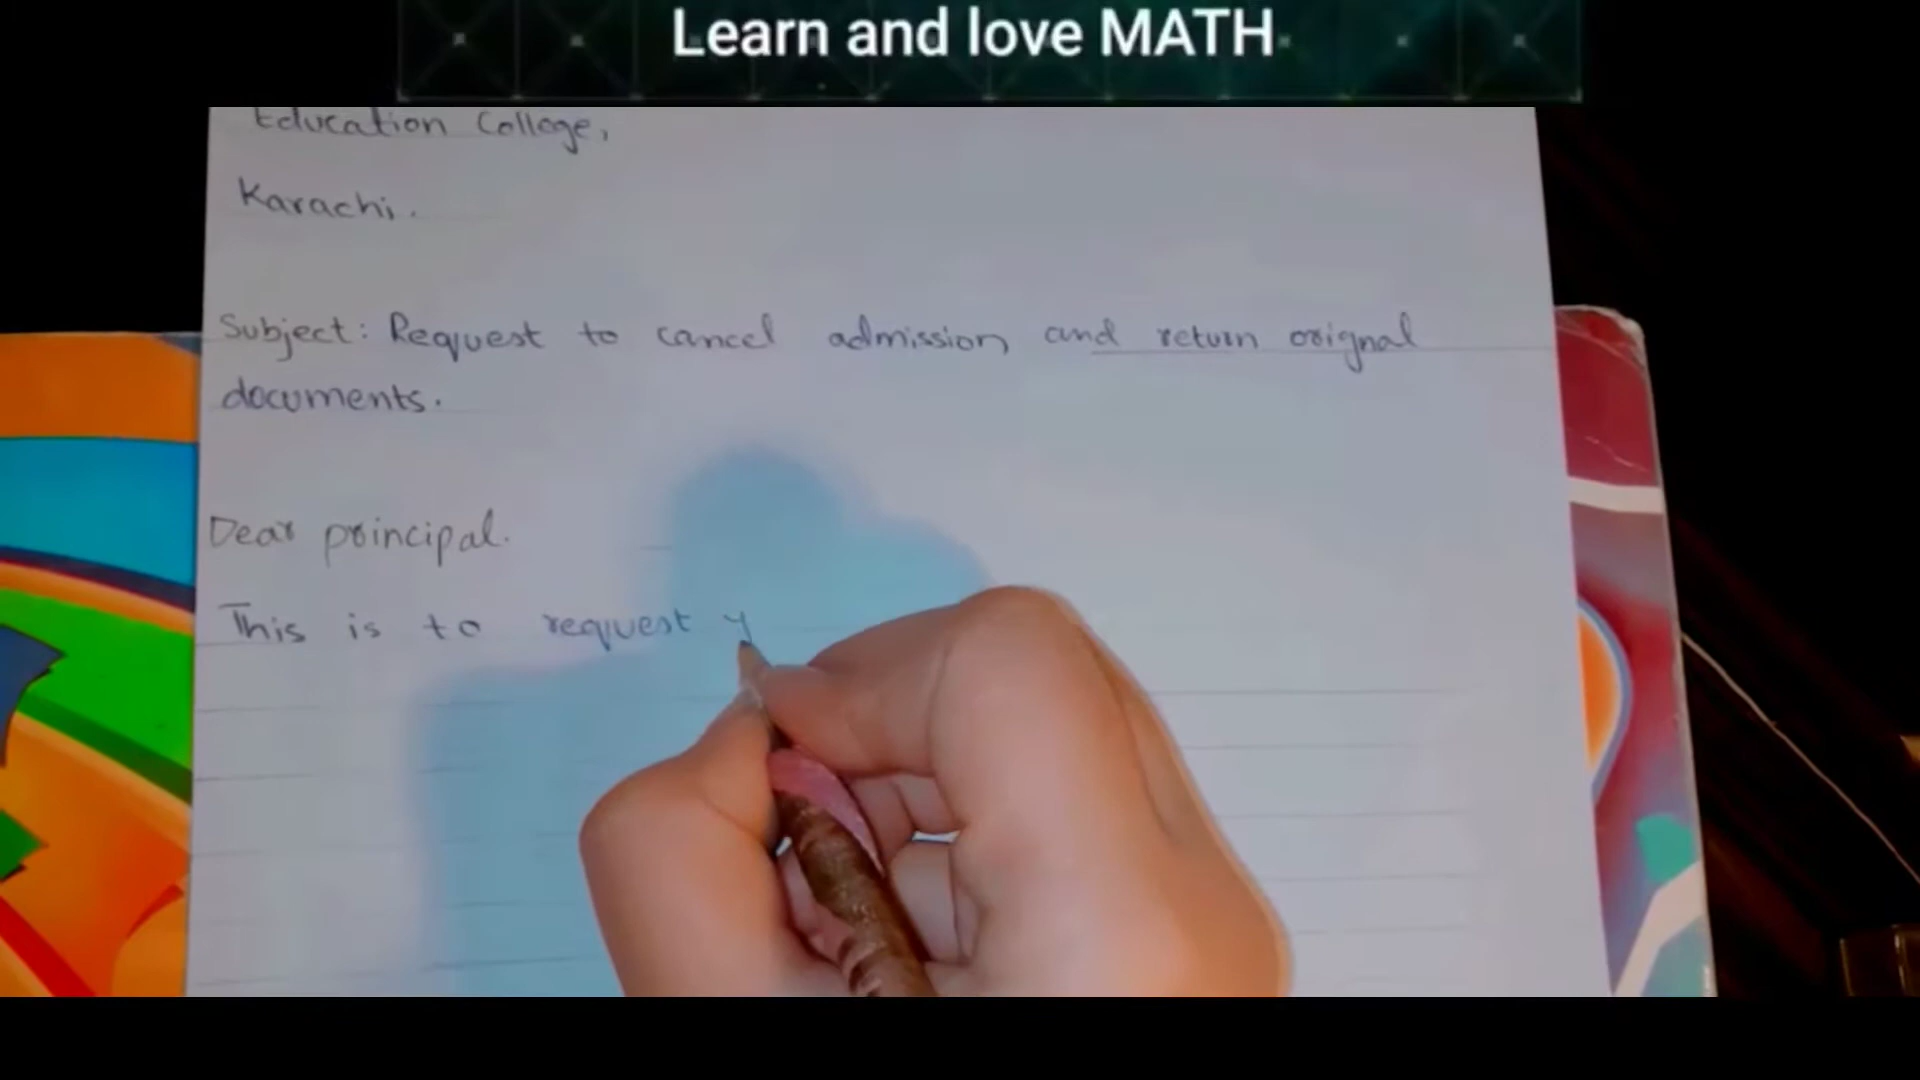 Learn and love MATH
Education College,
Karachi.
Subject: Request to cancel admission and return orignal
documents.
Dear principal.
This is to request y